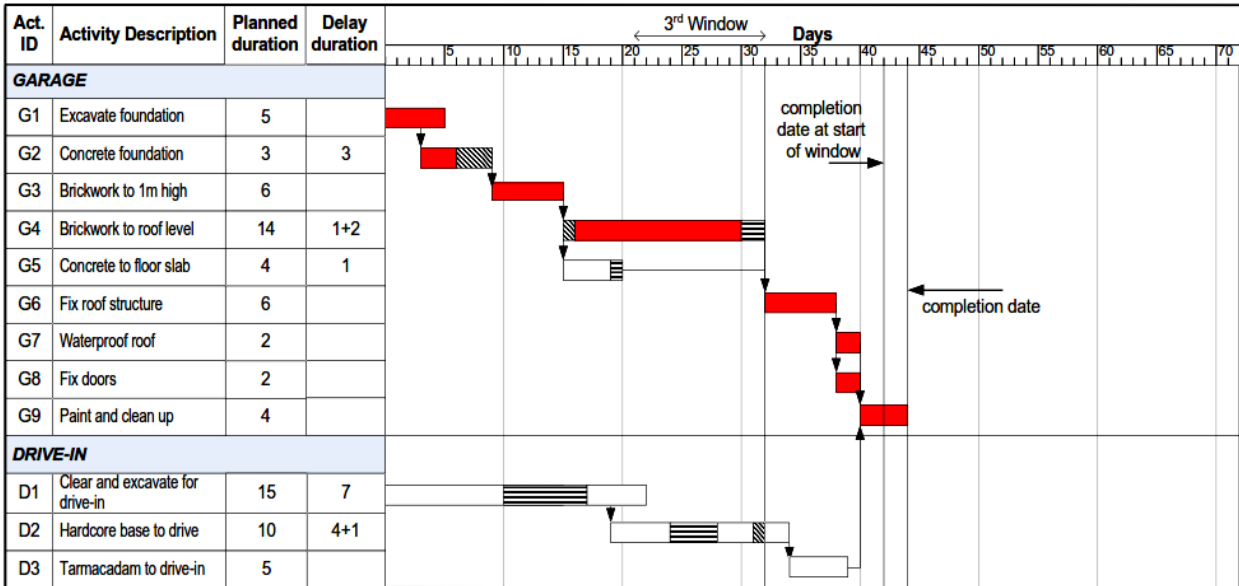 Act. ID Activity Description Planned duration Delay duration
3rd Window
Days
5 10 15 20 25 30 35 40 45 50 55 60 65 70
GARAGE
G1 Excavate foundation 5
G2 Concrete foundation 3 3
G3 Brickwork to 1m high 6
G4 Brickwork to roof level 14 1+2
G5 Concrete to floor slab 4 1
G6 Fix roof structure 6
G7 Waterproof roof 2
G8 Fix doors 2
G9 Paint and clean up 4
completion
date at start
of window
completion date
DRIVE-IN
D1 Clear and excavate for drive-in 15 7
D2 Hardcore base to drive 10 4+1
D3 Tarmacadam to drive-in 5